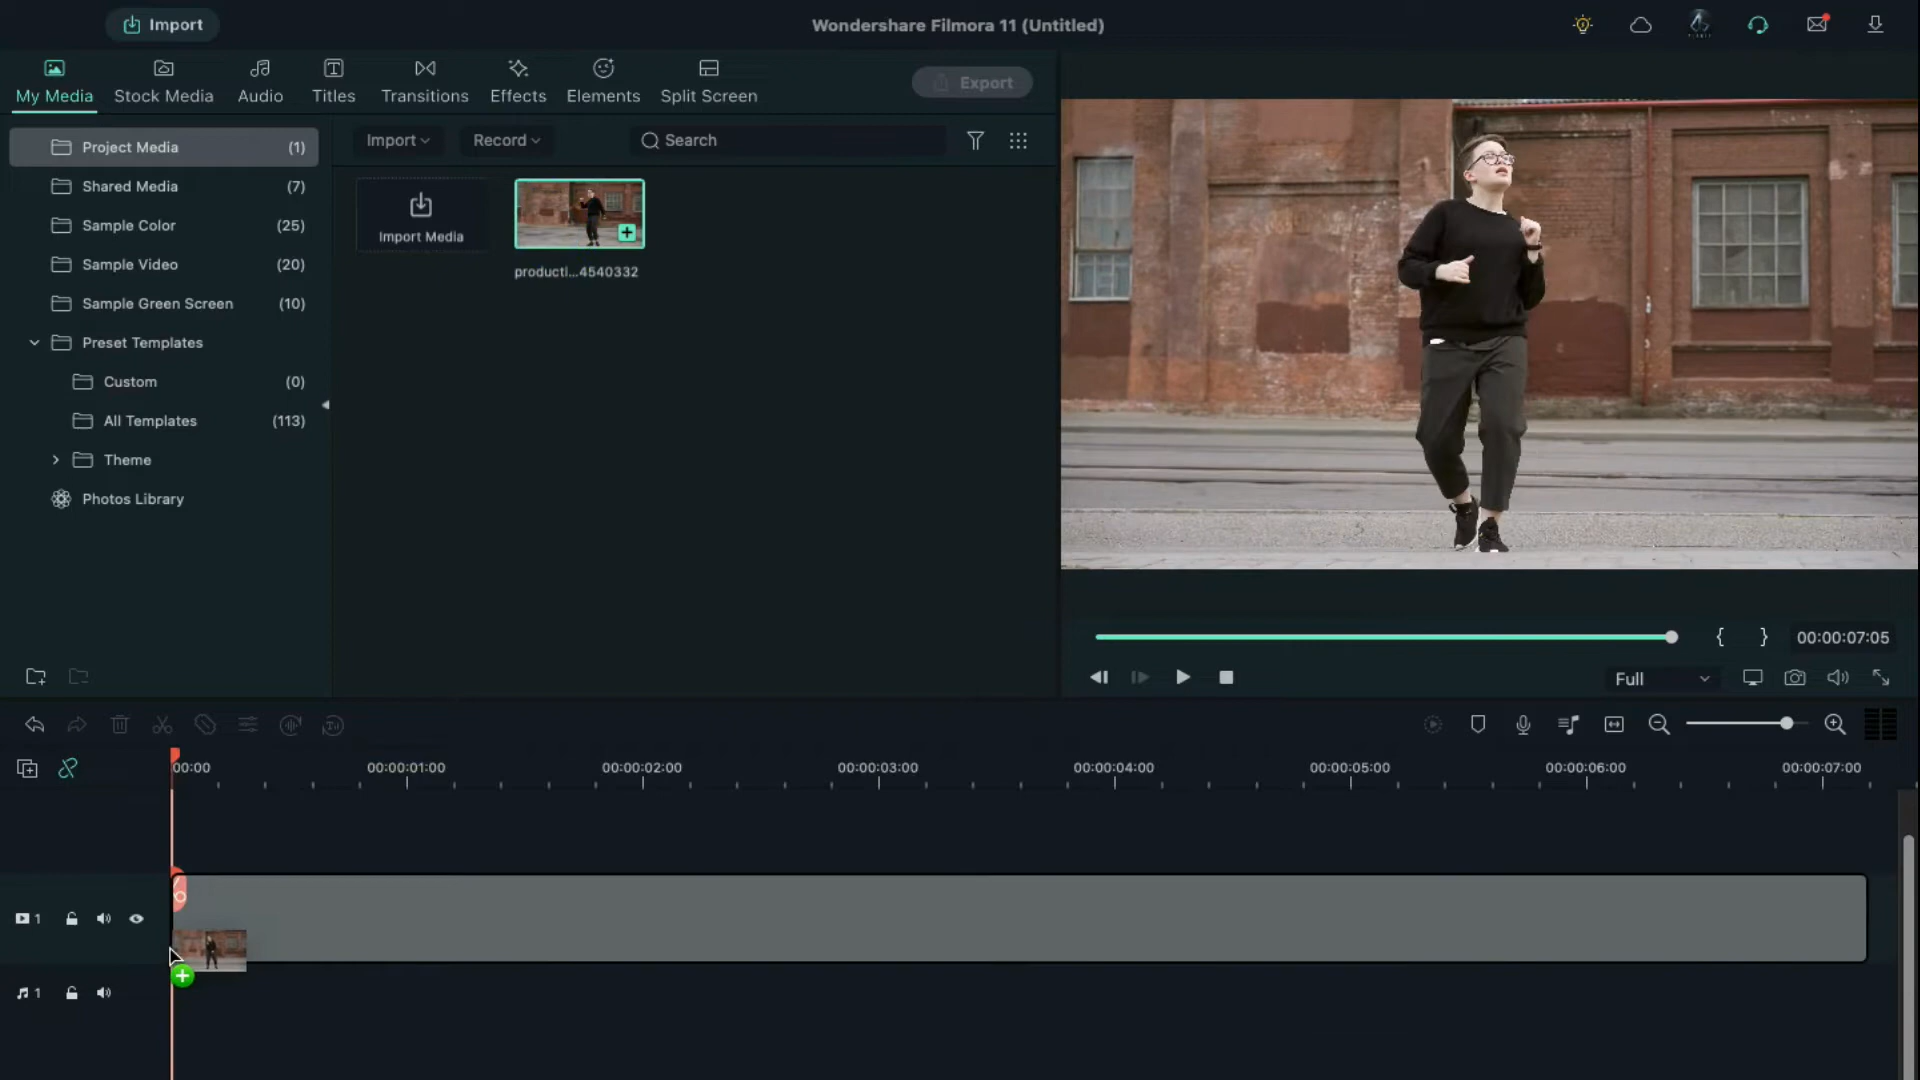 Import
Wondershare Filmora 11 (Untitled)
My Media
Stock Media
Audio
Titles
Transitions
Effects
Elements
Split Screen
Export
Project Media (1)
Shared Media (7)
Sample Color (25)
Sample Video (20)
Sample Green Screen (10)
Preset Templates
Custom (0)
All Templates (113)
Theme
Photos Library
Import
Record
Search
Import Media
producti...4540332
{ }
00:00:07:05
Full
00:00
00:00:01:00
00:00:02:00
00:00:03:00
00:00:04:00
00:00:05:00
00:00:06:00
00:00:07:00
1
1